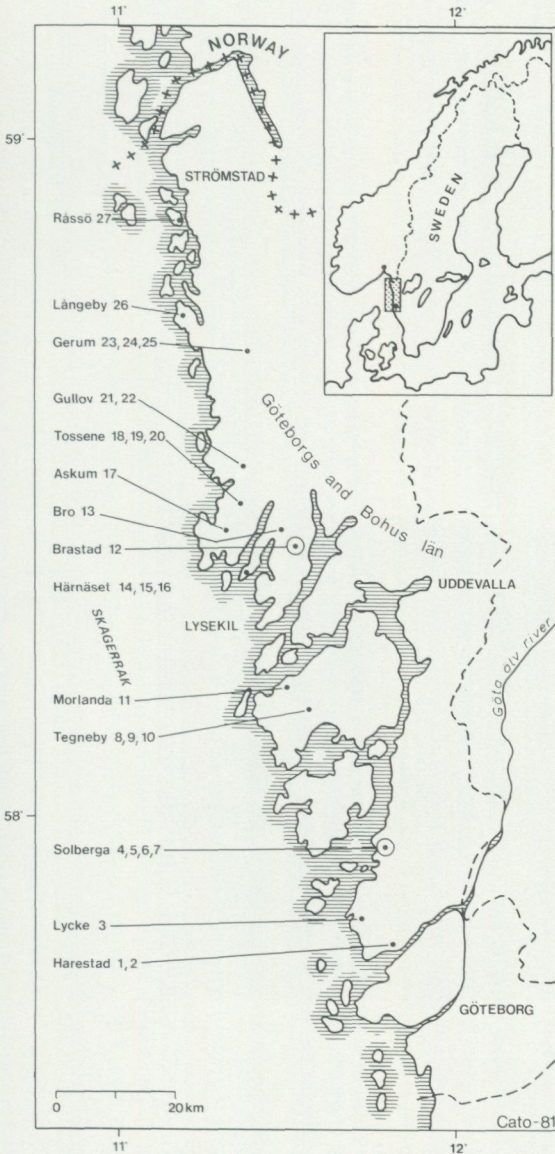 11° 12°
NORWAY
59°
STRÖMSTAD
SWEDEN
Råssö 27
Långeby 26
Gerum 23, 24, 25
Gullov 21, 22
Göteborgs and Bohus län
Tossene 18, 19, 20
Askum 17
Bro 13
Brastad 12
Härnäset 14, 15, 16
UDDEVALLA
LYSEKIL
SKAGERRAK
Göta älv river
Morlanda 11
Tegneby 8, 9, 10
58°
Solberga 4, 5, 6, 7
Lycke 3
Harestad 1, 2
GÖTEBORG
0 20 km
Cato-81
11° 12°